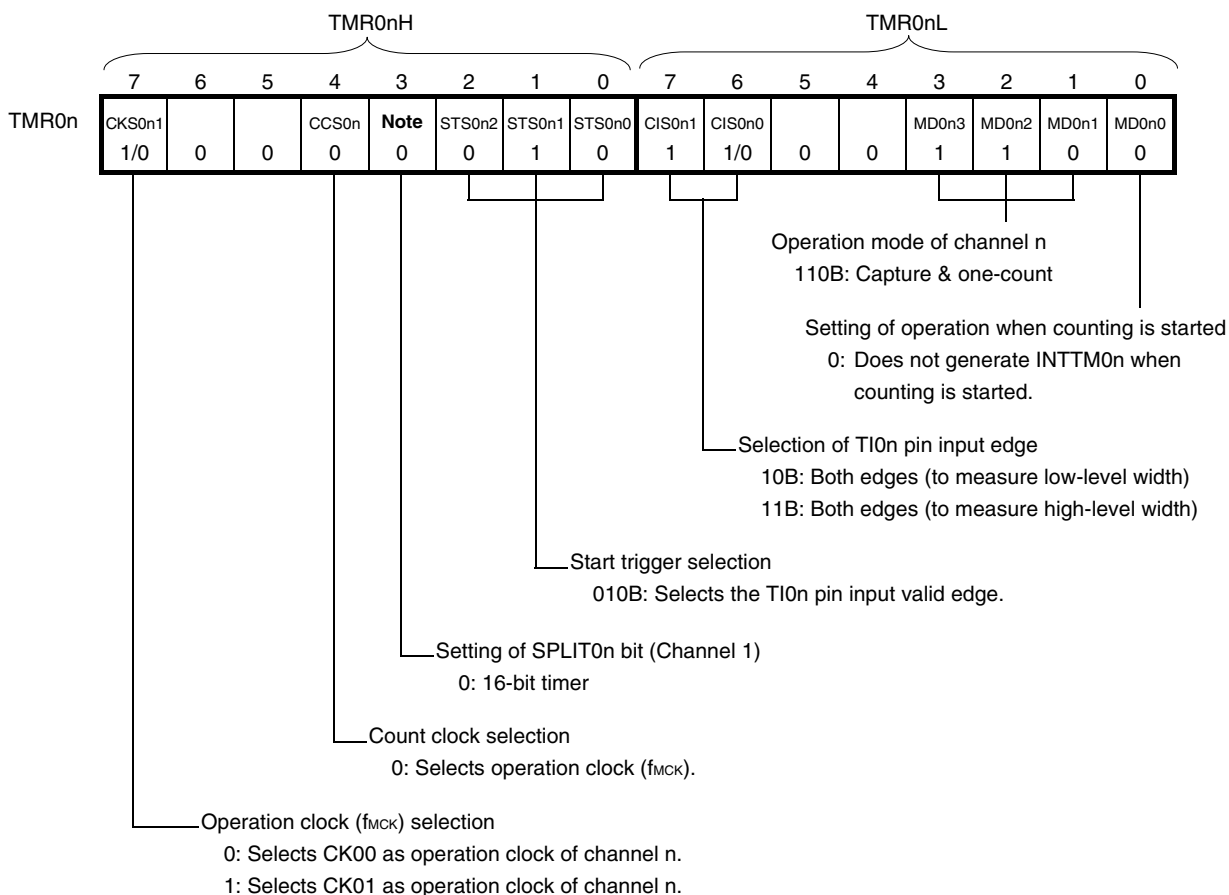 TMR0nH TMR0nL
7 6 5 4 3 2 1 0 7 6 5 4 3 2 1 0
TMR0n CKS0n1 CCS0n Note STS0n2 STS0n1 STS0n0 CIS0n1 CIS0n0 MD0n3 MD0n2 MD0n1 MD0n0
1/0 0 0 0 0 0 1 0 1 1/0 0 0 1 1 0 0
Operation mode of channel n
110B: Capture & one-count
Setting of operation when counting is started
0: Does not generate INTTM0n when
counting is started.
Selection of TI0n pin input edge
10B: Both edges (to measure low-level width)
11B: Both edges (to measure high-level width)
Start trigger selection
010B: Selects the TI0n pin input valid edge.
Setting of SPLIT0n bit (Channel 1)
0: 16-bit timer
Count clock selection
0: Selects operation clock (fMCK).
Operation clock (fMCK) selection
0: Selects CK00 as operation clock of channel n.
1: Selects CK01 as operation clock of channel n.